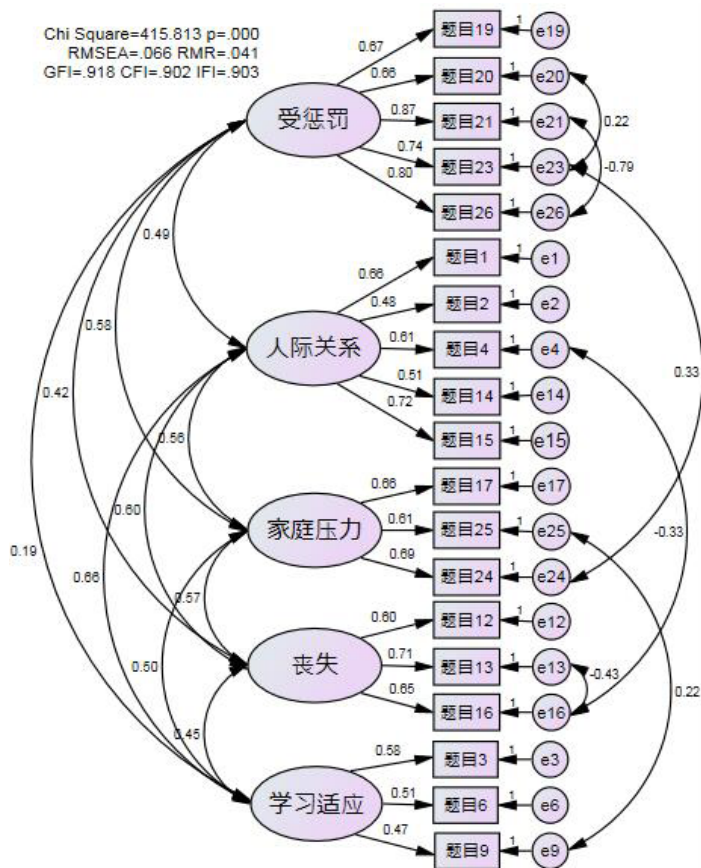 Chi Square=415.813 p=.000
RMSEA=.066 RMR=.041
GFI=.918 CFI=.902 IFI=.903
受惩罚
人际关系
家庭压力
丧失
学习适应
0.67 题目19 1 e19
0.66 题目20 1 e20
0.87 题目21 1 e21
0.74 题目23 1 e23
0.80 题目26 1 e26
0.66 题目1 1 e1
0.48 题目2 1 e2
0.61 题目4 1 e4
0.51 题目14 1 e14
0.72 题目15 1 e15
0.66 题目17 1 e17
0.61 题目25 1 e25
0.69 题目24 1 e24
0.60 题目12 1 e12
0.71 题目13 1 e13
0.65 题目16 1 e16
0.58 题目3 1 e3
0.51 题目6 1 e6
0.47 题目9 1 e9
0.49
0.58
0.42
0.19
0.56
0.60
0.66
0.57
0.50
0.45
0.22
-0.79
0.33
-0.33
-0.43
0.22